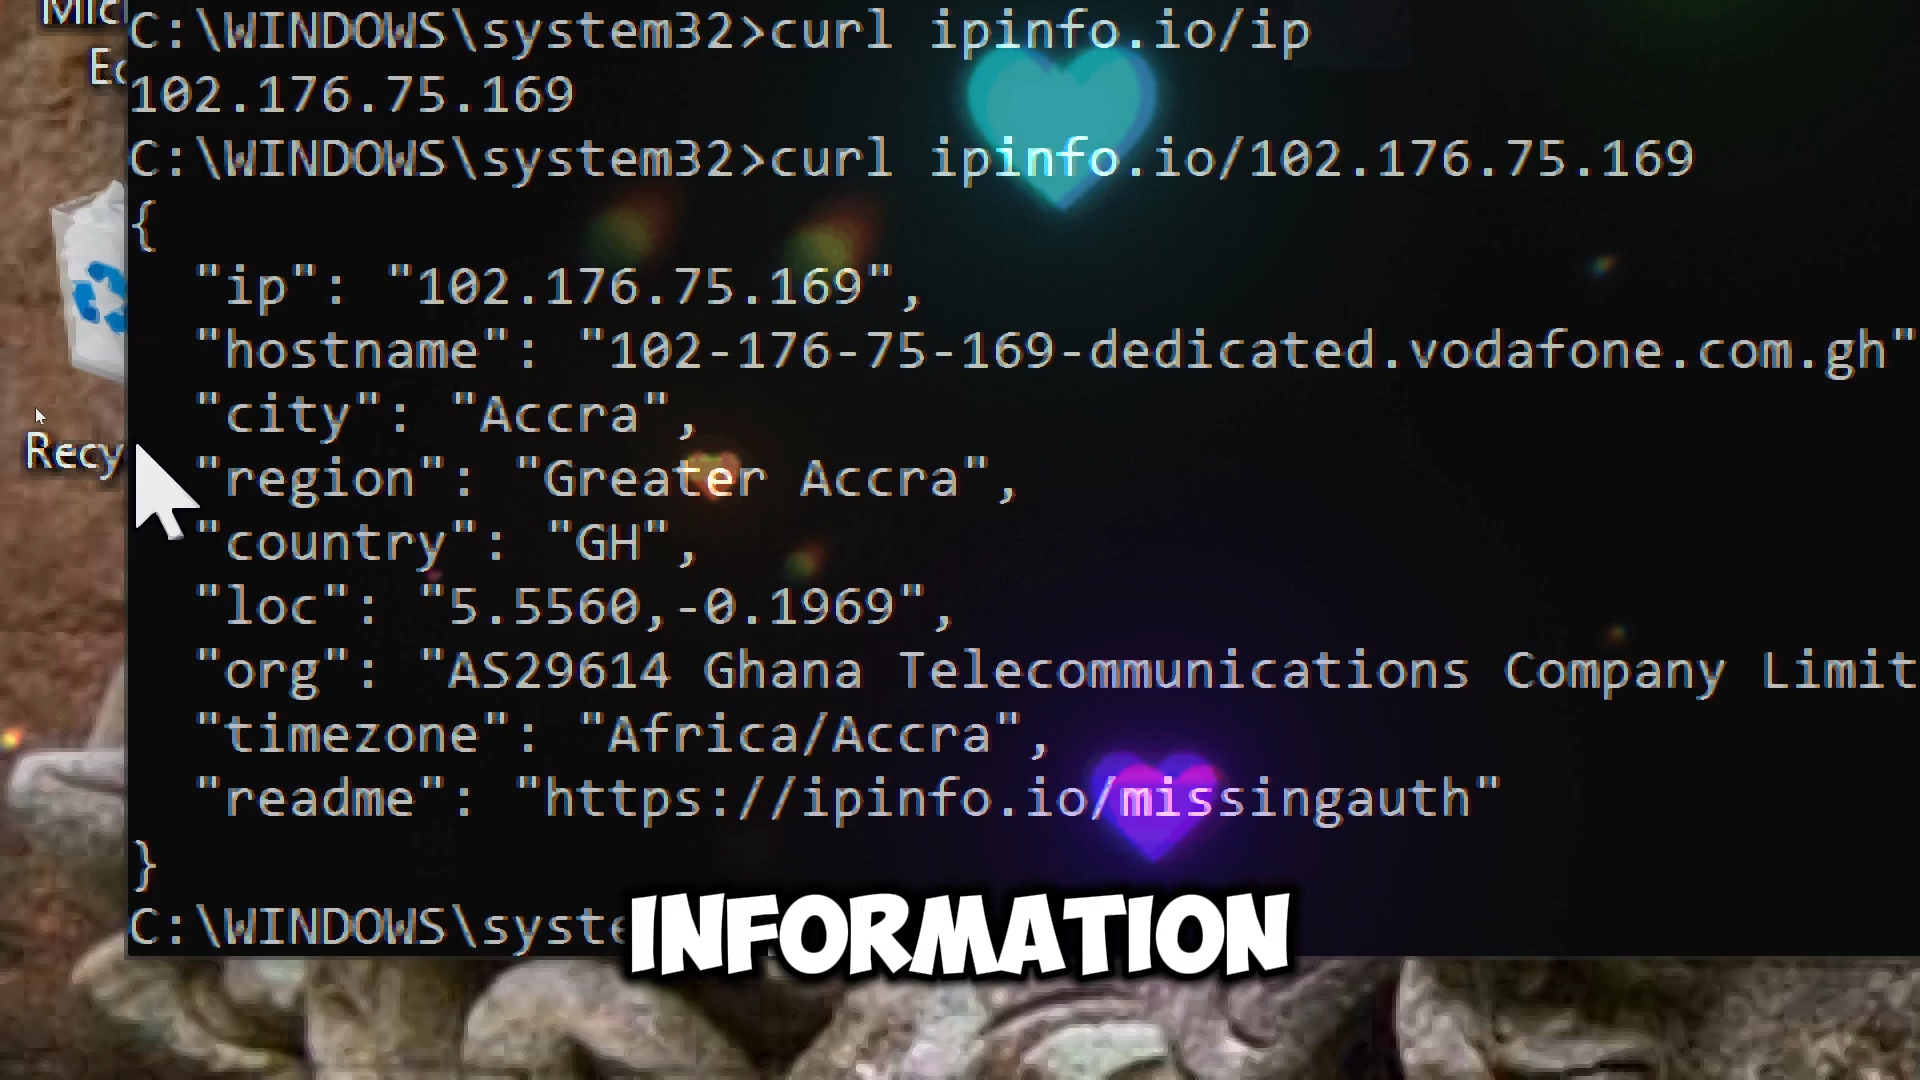 C:\WINDOWS\system32>curl ipinfo.io/ip
102.176.75.169
C:\WINDOWS\system32>curl ipinfo.io/102.176.75.169
{
"ip": "102.176.75.169",
"hostname": "102-176-75-169-dedicated.vodafone.com.gh"
"city": "Accra",
"region": "Greater Accra",
"country": "GH",
"loc": "5.5560,-0.1969",
"org": "AS29614 Ghana Telecommunications Company Limit
"timezone": "Africa/Accra",
"readme": "https://ipinfo.io/missingauth"
}
C:\WINDOWS\syste
INFORMATION
Recy